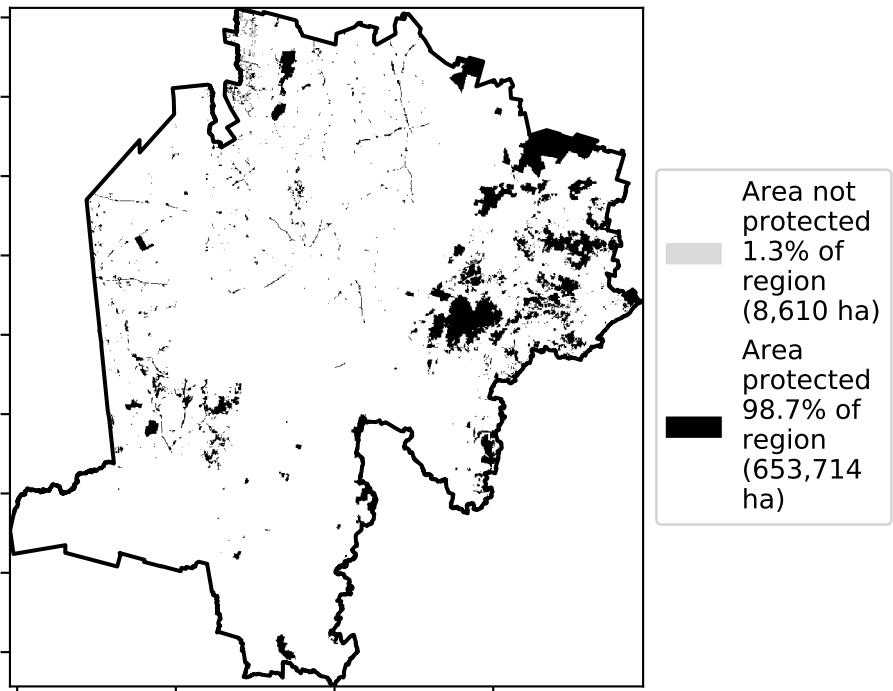 Area not
protected
1.3% of
region
(8,610 ha)
Area
protected
98.7% of
region
(653,714
ha)